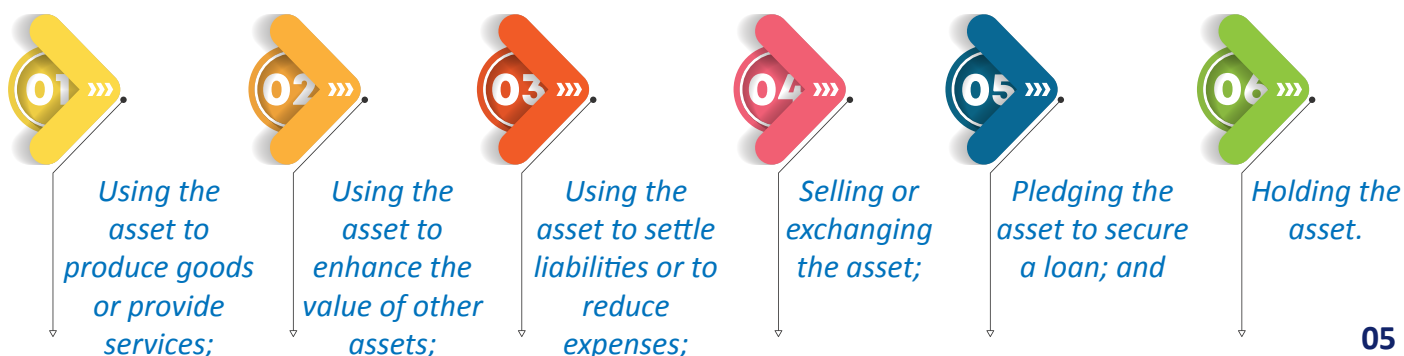 01
Using the
asset to
produce goods
or provide
services;
02
Using the
asset to
enhance the
value of other
assets;
03
Using the
asset to settle
liabilities or to
reduce
expenses;
04
Selling or
exchanging
the asset;
05
Pledging the
asset to secure
a loan; and
06
Holding the
asset.
05